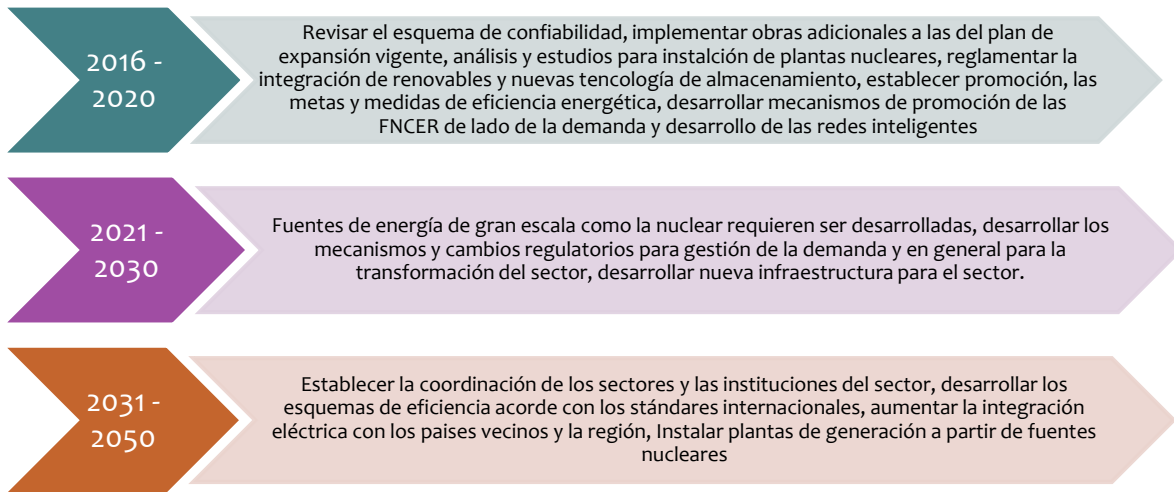 2016 -
2020
Revisar el esquema de confiabilidad, implementar obras adicionales a las del plan de
expansión vigente, análisis y estudios para instalción de plantas nucleares, reglamentar la
integración de renovables y nuevas tencología de almacenamiento, establecer promoción, las
metas y medidas de eficiencia energética, desarrollar mecanismos de promoción de las
FNCER de lado de la demanda y desarrollo de las redes inteligentes
2021 -
2030
Fuentes de energía de gran escala como la nuclear requieren ser desarrolladas, desarrollar los
mecanismos y cambios regulatorios para gestión de la demanda y en general para la
transformación del sector, desarrollar nueva infraestructura para el sector.
2031 -
2050
Establecer la coordinación de los sectores y las instituciones del sector, desarrollar los
esquemas de eficiencia acorde con los stándares internacionales, aumentar la integración
eléctrica con los paises vecinos y la región, Instalar plantas de generación a partir de fuentes
nucleares